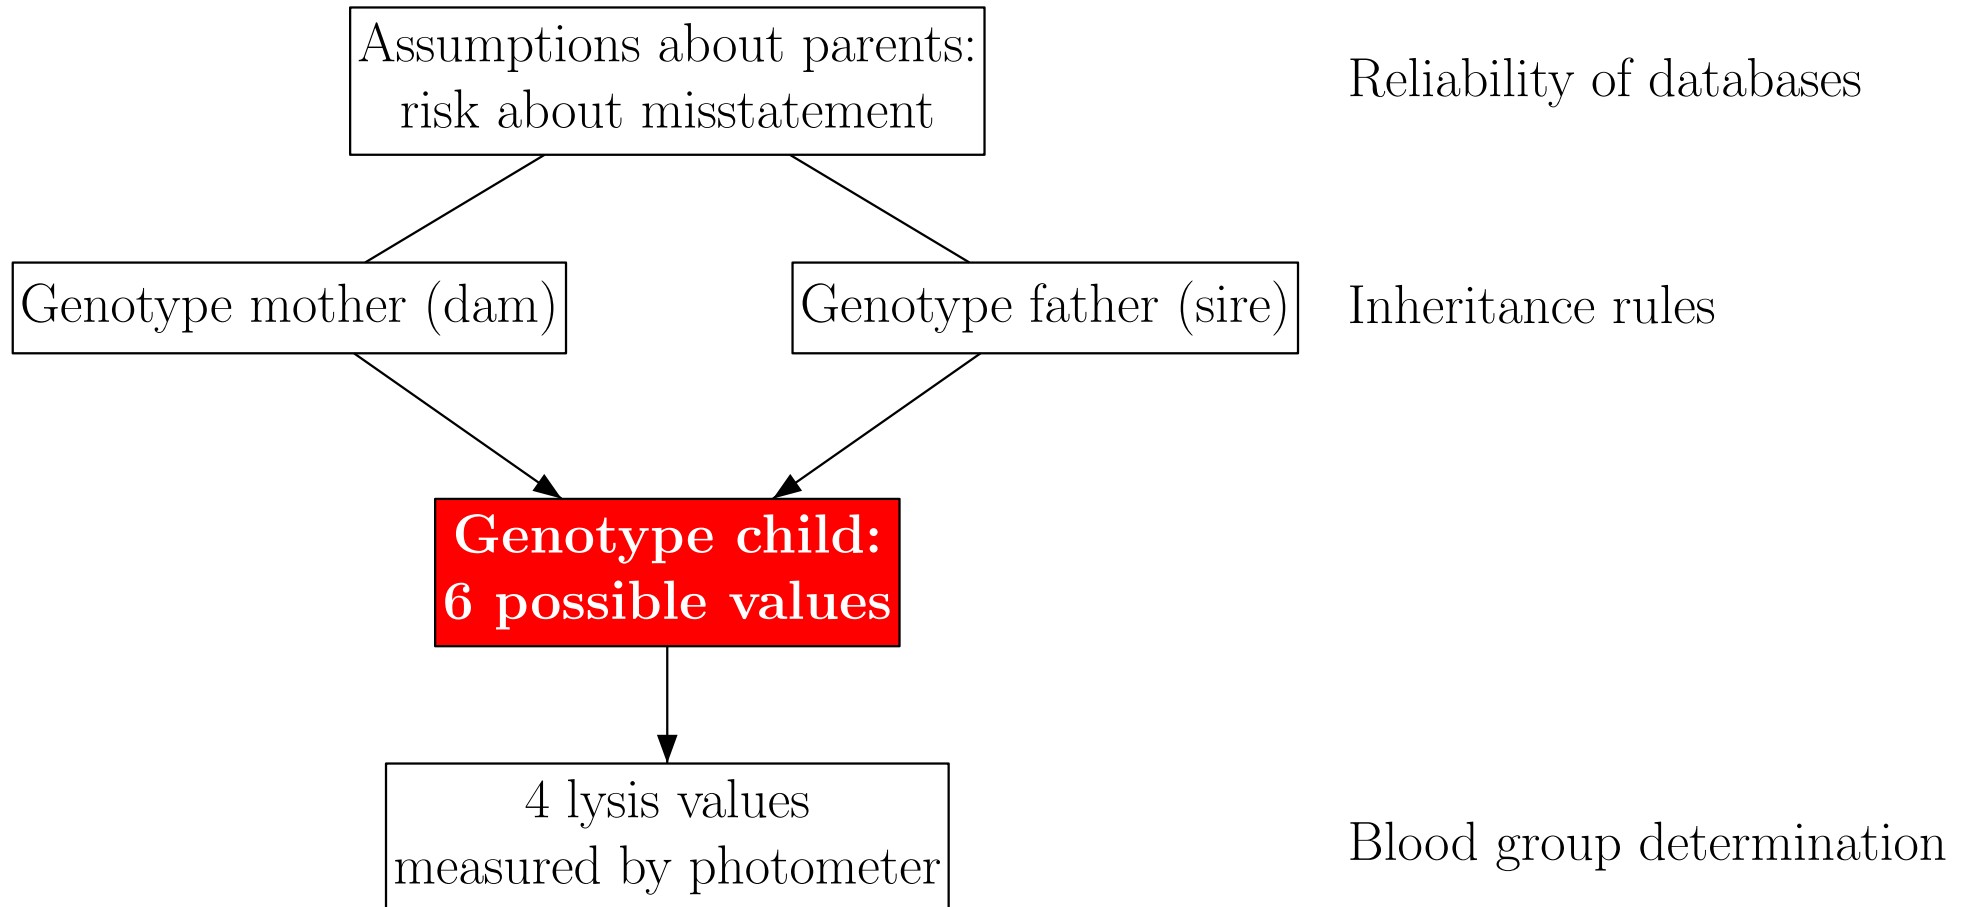 Assumptions about parents:
risk about misstatement
Reliability of databases
Genotype mother (dam)
Genotype father (sire)
Inheritance rules
Genotype child:
6 possible values
4 lysis values
measured by photometer
Blood group determination